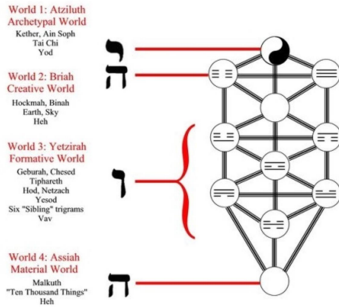 World 1: Atziluth
Archetypal World
Kether, Ain Soph
Tai Chi
Yod
י
World 2: Briah
Creative World
Hockmah, Binah
Earth, Sky
Heh
ה
World 3: Yetzirah
Formative World
Geburah, Chesed
Tiphareth
Hod, Netzach
Yesod
Six "Sibling" trigrams
Vav
ו
World 4: Assiah
Material World
Malkuth
"Ten Thousand Things"
Heh
ה